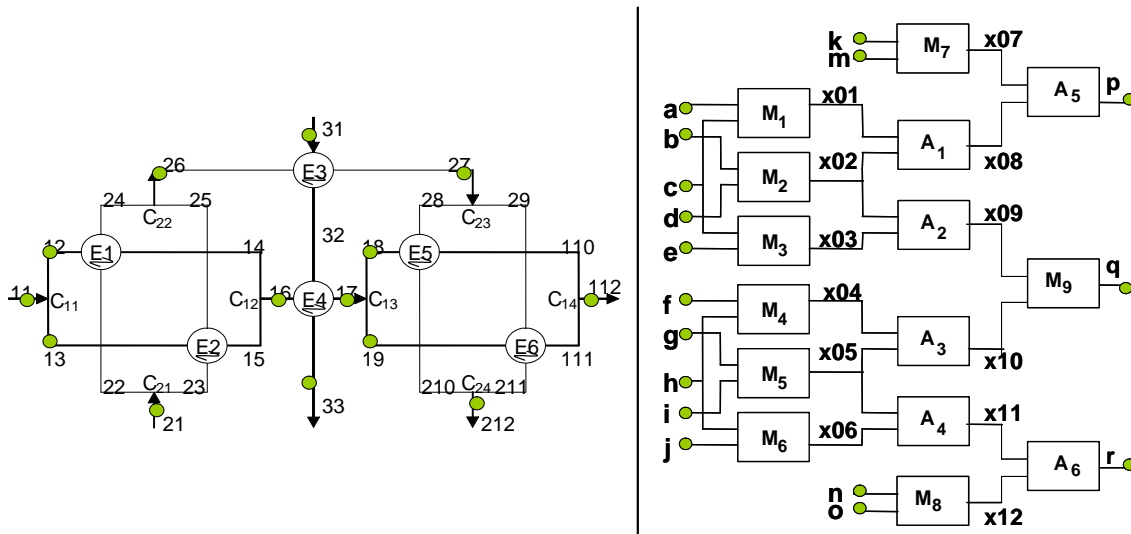 31
26
27
E3
24
25
28
29
C22
C23
32
12
E1
14
18
E5
110
11
C11
C12
16
E4
17
C13
C14
112
13
E2
15
19
E6
111
22
C21
23
210
C24
211
33
21
212
k
m
M7
x07
A5
p
a
M1
x01
b
A1
x08
c
M2
x02
d
A2
x09
e
M3
x03
M9
q
f
M4
x04
g
A3
x10
h
M5
x05
i
A4
x11
j
M6
x06
A6
r
n
o
M8
x12